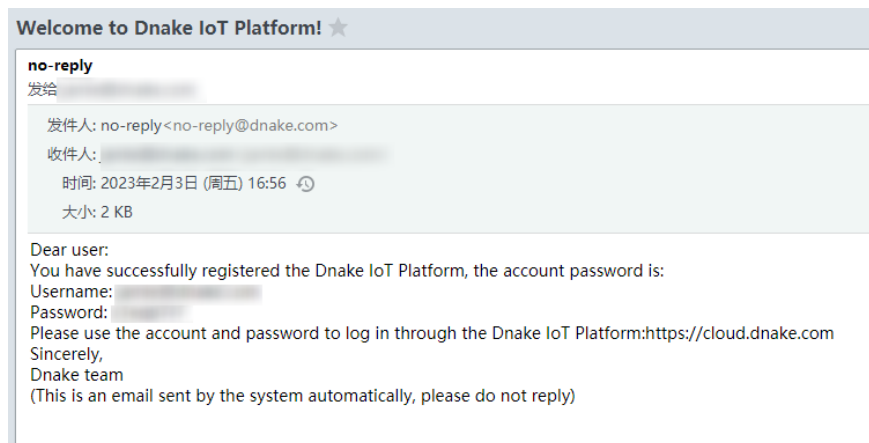 Welcome to Dnake IoT Platform!
no-reply
发给
发件人: no-reply<no-reply@dnake.com>
收件人:
时间: 2023年2月3日 (周五) 16:56
大小: 2 KB
Dear user:
You have successfully registered the Dnake IoT Platform, the account password is:
Username:
Password:
Please use the account and password to log in through the Dnake IoT Platform:https://cloud.dnake.com
Sincerely,
Dnake team
(This is an email sent by the system automatically, please do not reply)